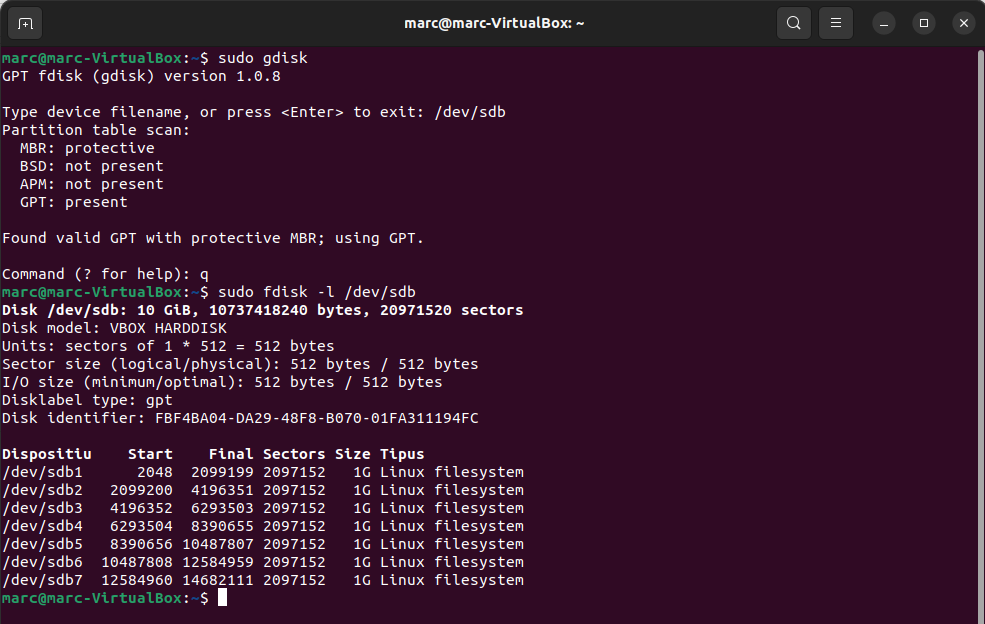 marc@marc-VirtualBox: ~
marc@marc-VirtualBox:~$ sudo gdisk
GPT fdisk (gdisk) version 1.0.8
Type device filename, or press <Enter> to exit: /dev/sdb
Partition table scan:
  MBR: protective
  BSD: not present
  APM: not present
  GPT: present
Found valid GPT with protective MBR; using GPT.
Command (? for help): q
marc@marc-VirtualBox:~$ sudo fdisk -l /dev/sdb
Disk /dev/sdb: 10 GiB, 10737418240 bytes, 20971520 sectors
Disk model: VBOX HARDDISK
Units: sectors of 1 * 512 = 512 bytes
Sector size (logical/physical): 512 bytes / 512 bytes
I/O size (minimum/optimal): 512 bytes / 512 bytes
Disklabel type: gpt
Disk identifier: FBF4BA04-DA29-48F8-B070-01FA311194FC
Dispositiu    Start    Final Sectors Size Tipus
/dev/sdb1      2048  2099199 2097152   1G Linux filesystem
/dev/sdb2   2099200  4196351 2097152   1G Linux filesystem
/dev/sdb3   4196352  6293503 2097152   1G Linux filesystem
/dev/sdb4   6293504  8390655 2097152   1G Linux filesystem
/dev/sdb5   8390656 10487807 2097152   1G Linux filesystem
/dev/sdb6  10487808 12584959 2097152   1G Linux filesystem
/dev/sdb7  12584960 14682111 2097152   1G Linux filesystem
marc@marc-VirtualBox:~$